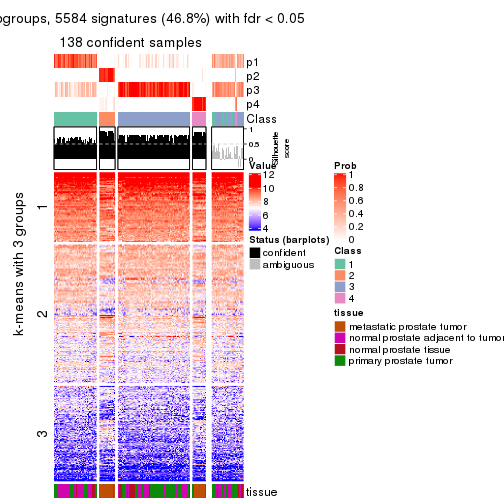 ogroups, 5584 signatures (46.8%) with fdr < 0.05
138 confident samples
p1
p2
p3
p4
Class
1
0.5
0
Silhouette
score
k-means with 3 groups
1
2
3
tissue
Value
12
10
8
6
4
Status (barplots)
confident
ambiguous
Prob
1
0.8
0.6
0.4
0.2
0
Class
1
2
3
4
tissue
metastatic prostate tumor
normal prostate adjacent to tumor
normal prostate tissue
primary prostate tumor